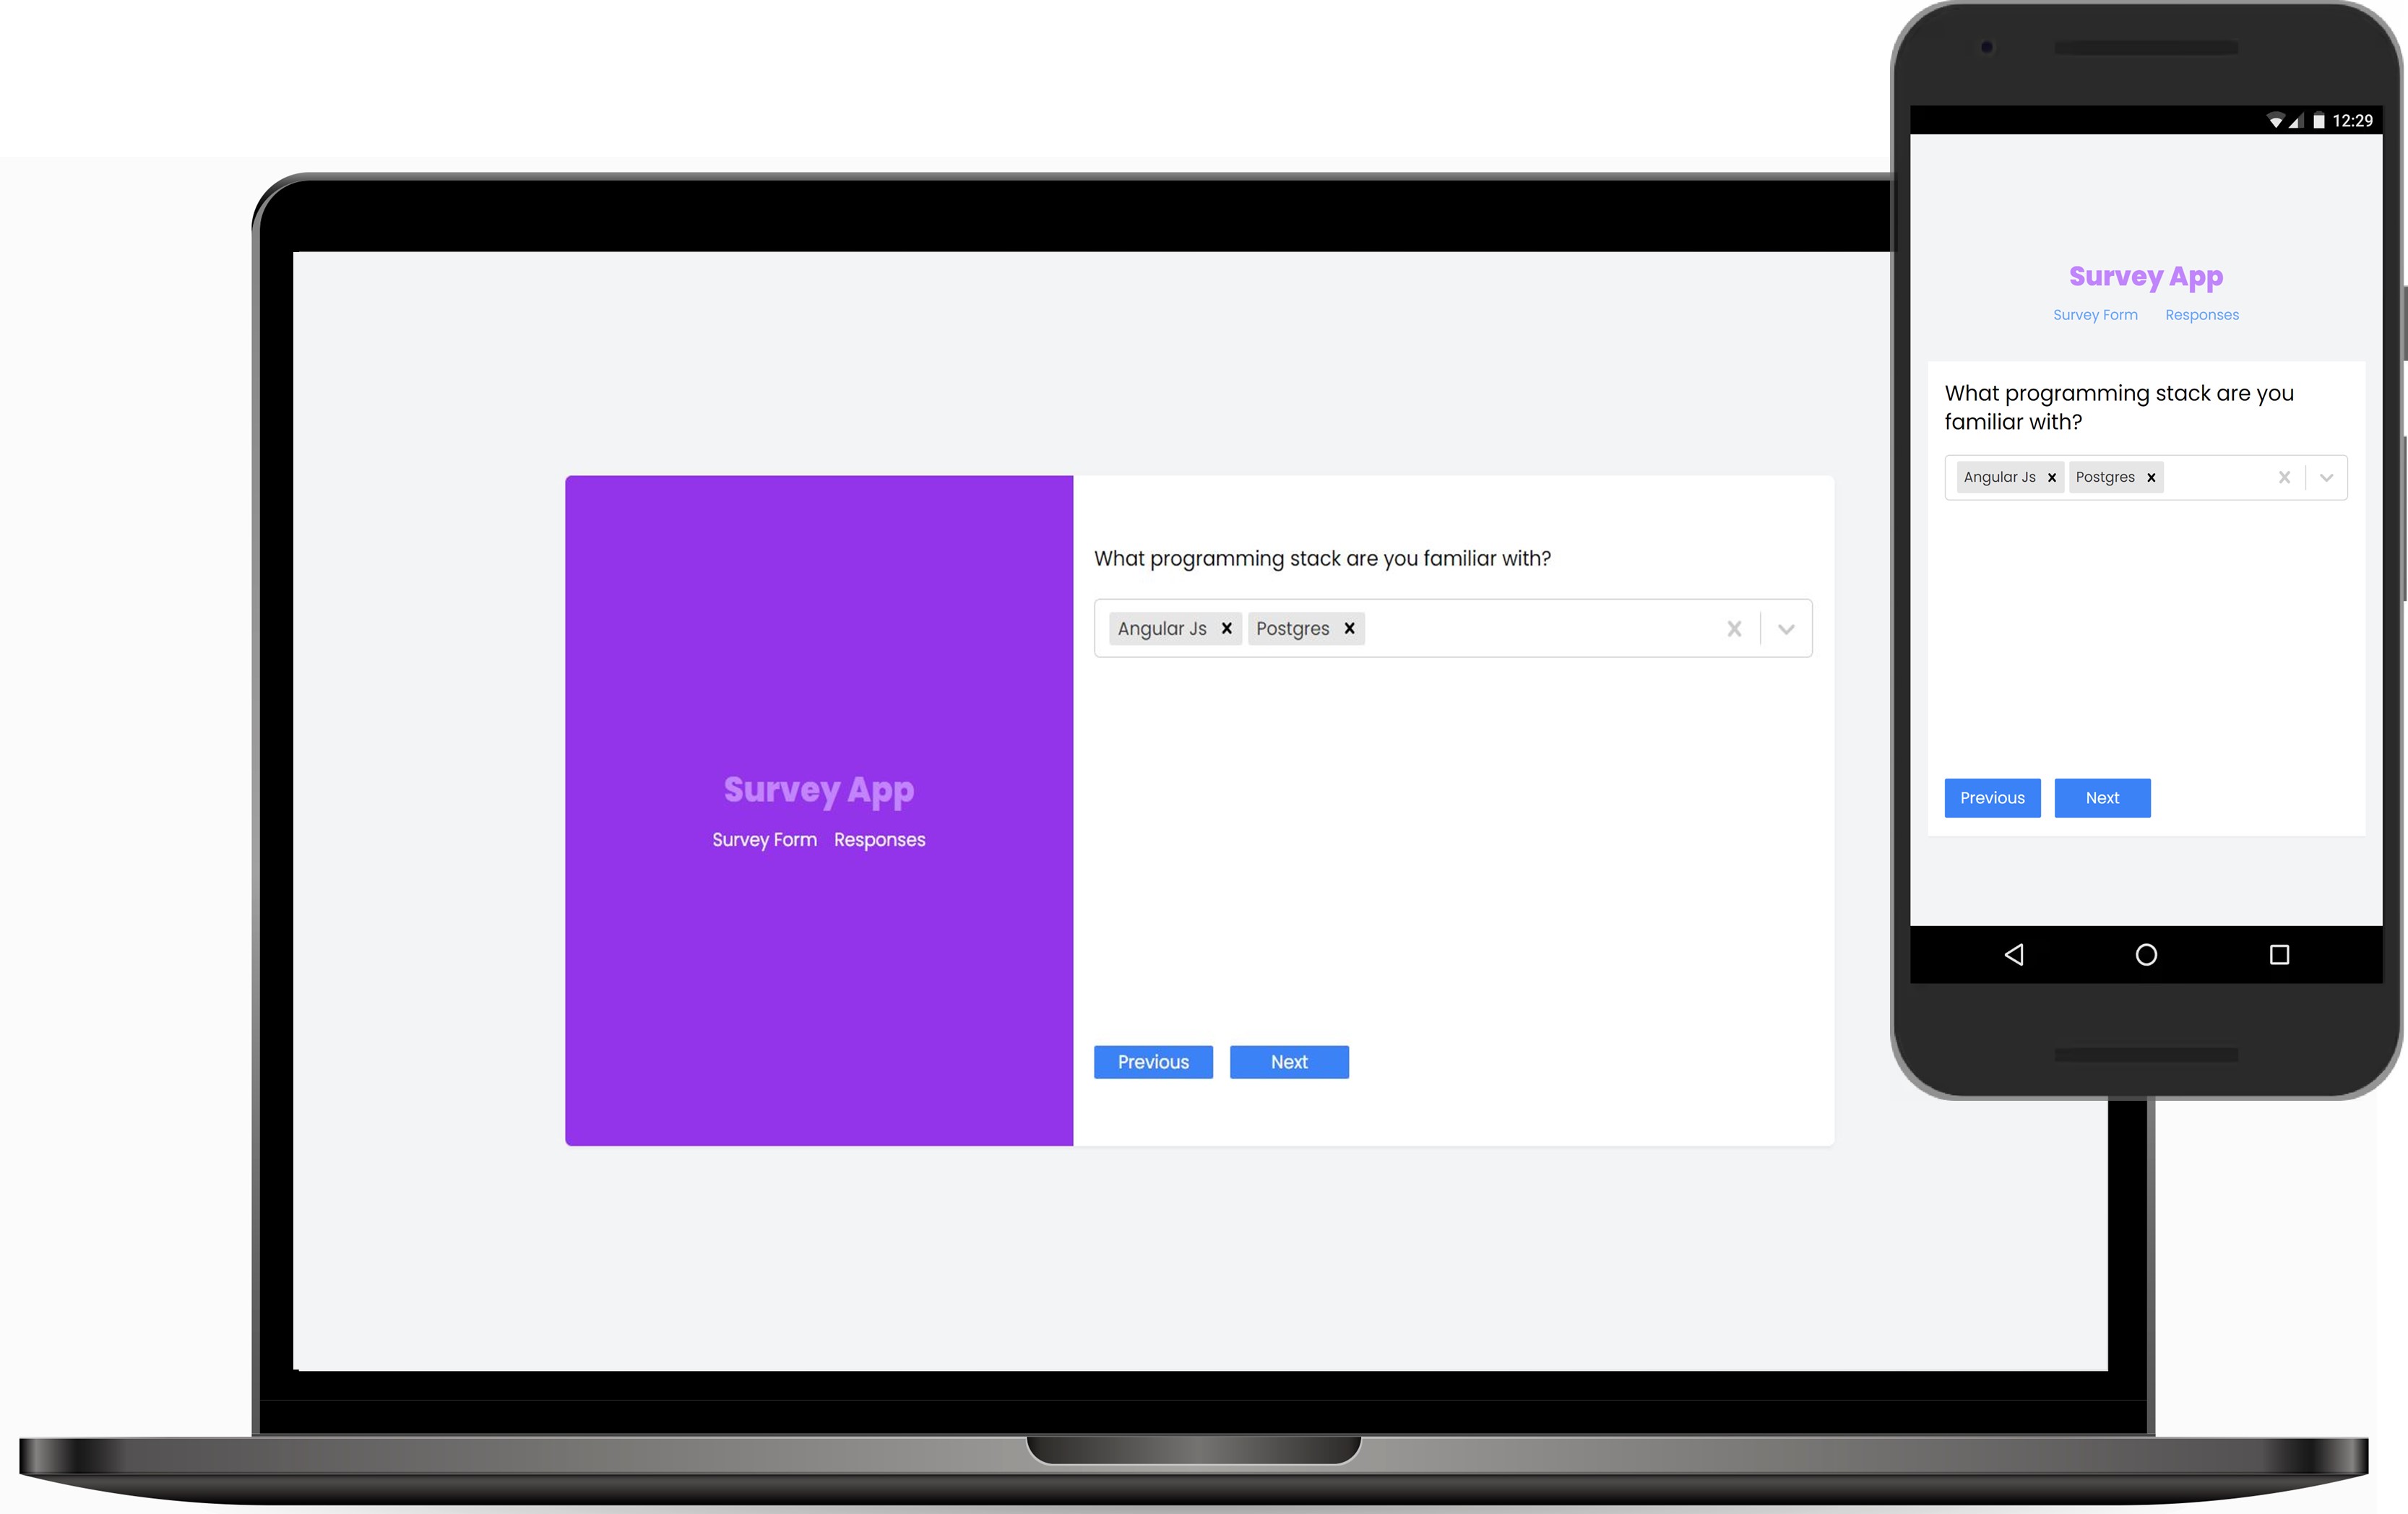 Survey App
Survey Form Responses
What programming stack are you familiar with?
Angular Js Postgres
Previous Next
12:29
Survey App
Survey Form Responses
What programming stack are you
familiar with?
Angular Js Postgres
Previous Next